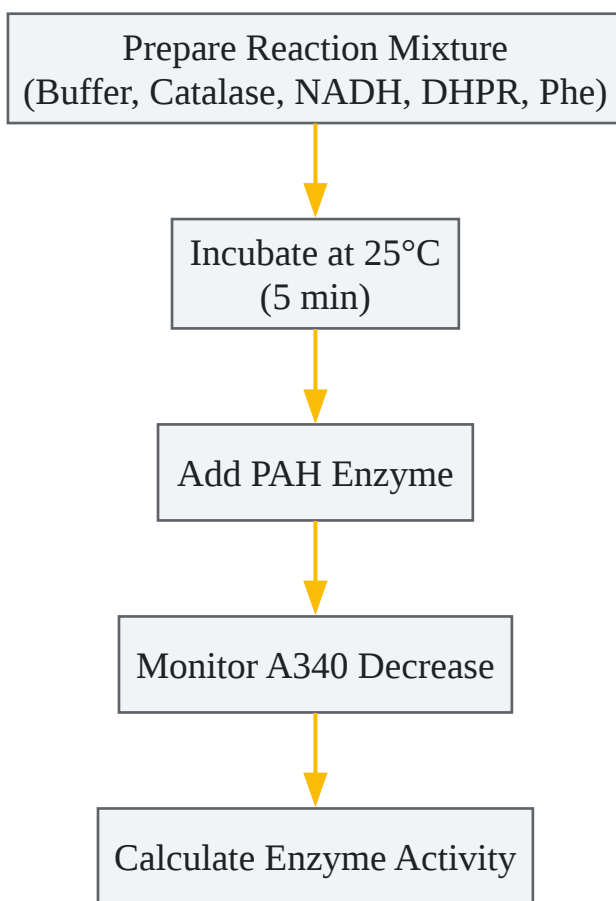 Prepare Reaction Mixture
(Buffer, Catalase, NADH, DHPR, Phe)
Incubate at 25°C
(5 min)
Add PAH Enzyme
Monitor A340 Decrease
Calculate Enzyme Activity